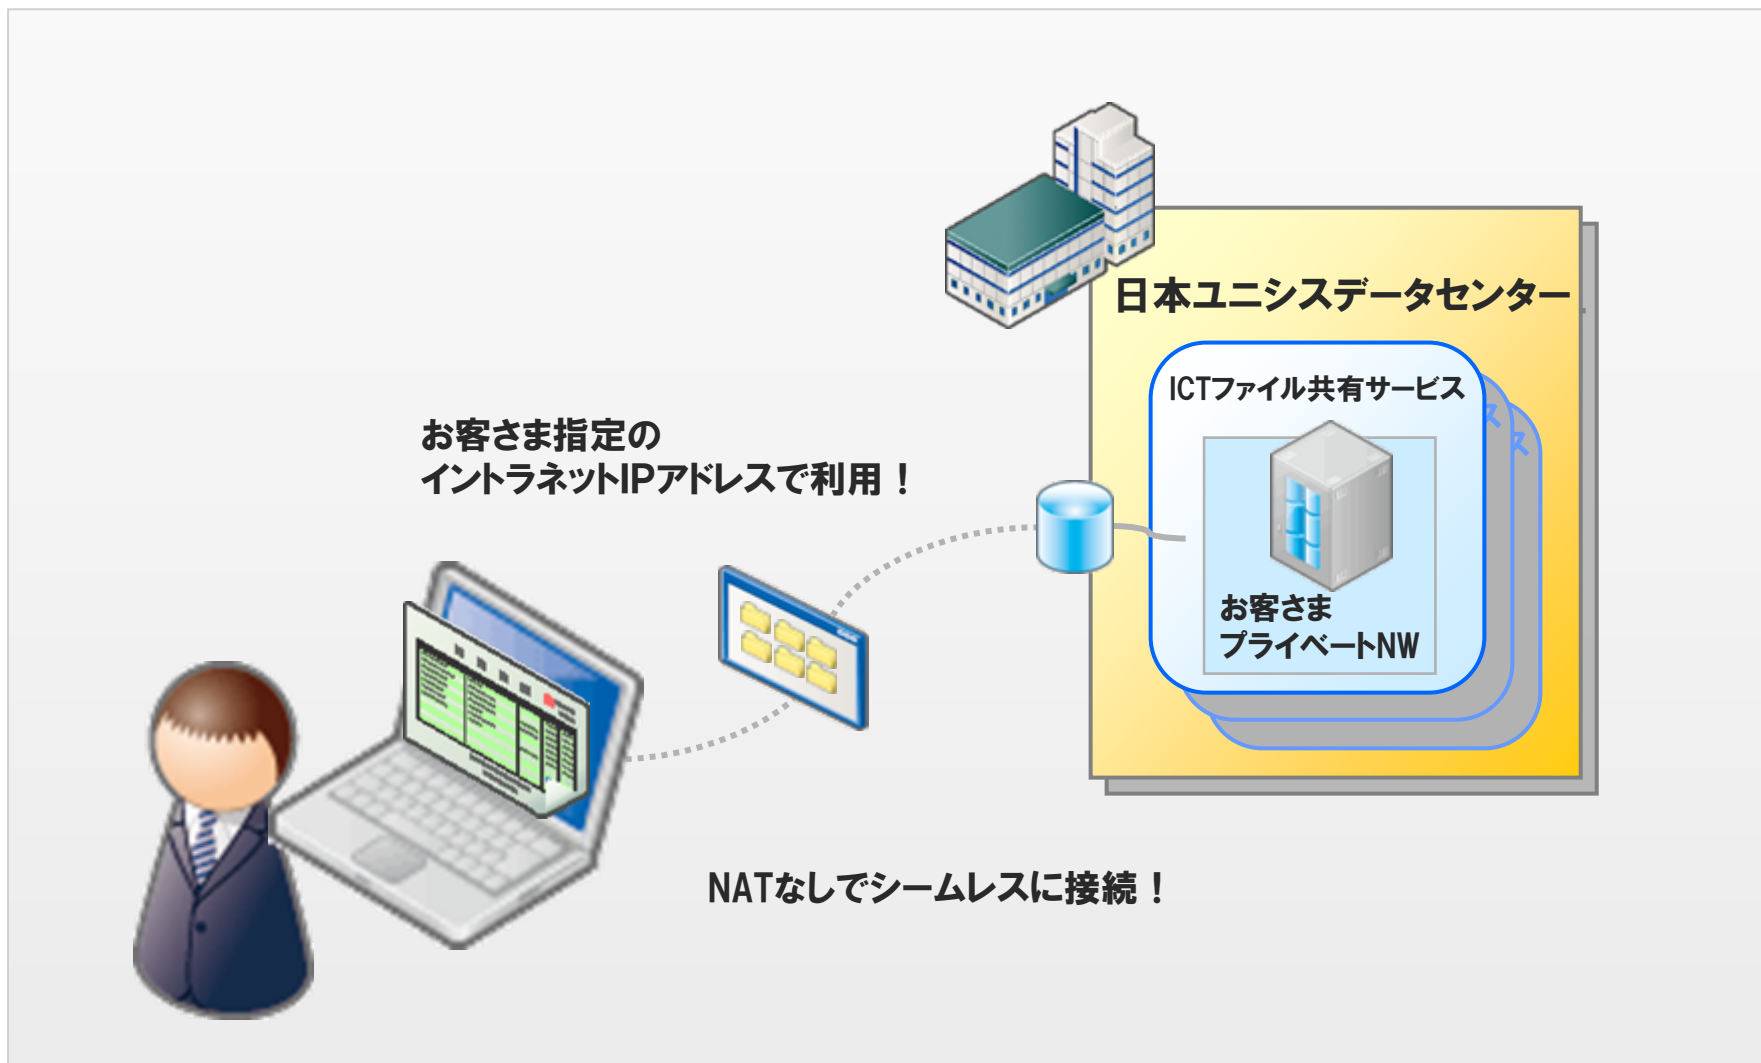 日本ユニシスデータセンター
ICTファイル共有サービス
ス
ス
お客さま指定の
イントラネットIPアドレスで利用！
お客さま
プライベートNW
NATなしでシームレスに接続！